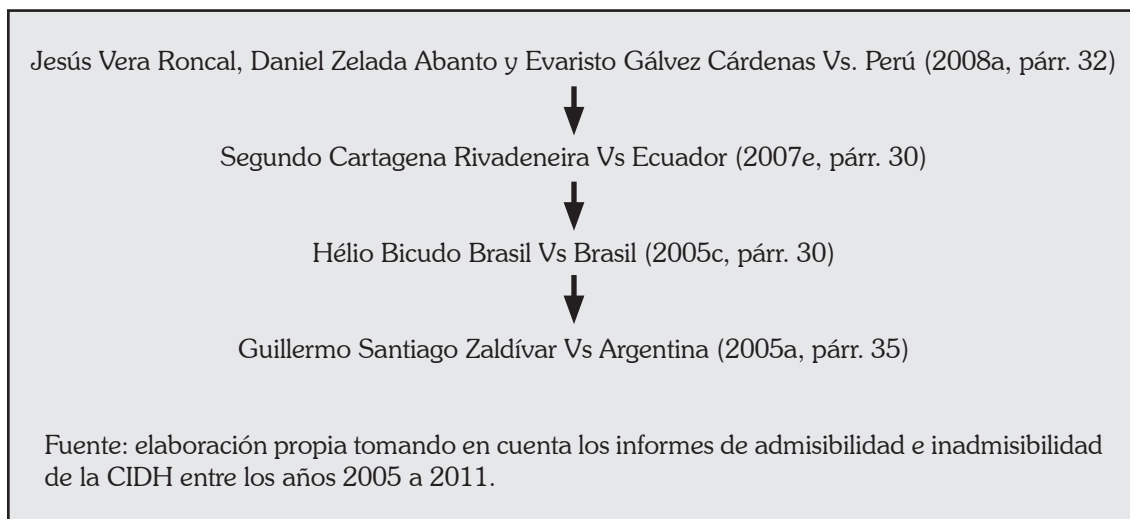 Jesús Vera Roncal, Daniel Zelada Abanto y Evaristo Gálvez Cárdenas Vs. Perú (2008a, párr. 32)
Segundo Cartagena Rivadeneira Vs Ecuador (2007e, párr. 30)
Hélio Bicudo Brasil Vs Brasil (2005c, párr. 30)
Guillermo Santiago Zaldívar Vs Argentina (2005a, párr. 35)
Fuente: elaboración propia tomando en cuenta los informes de admisibilidad e inadmisibilidad
de la CIDH entre los años 2005 a 2011.